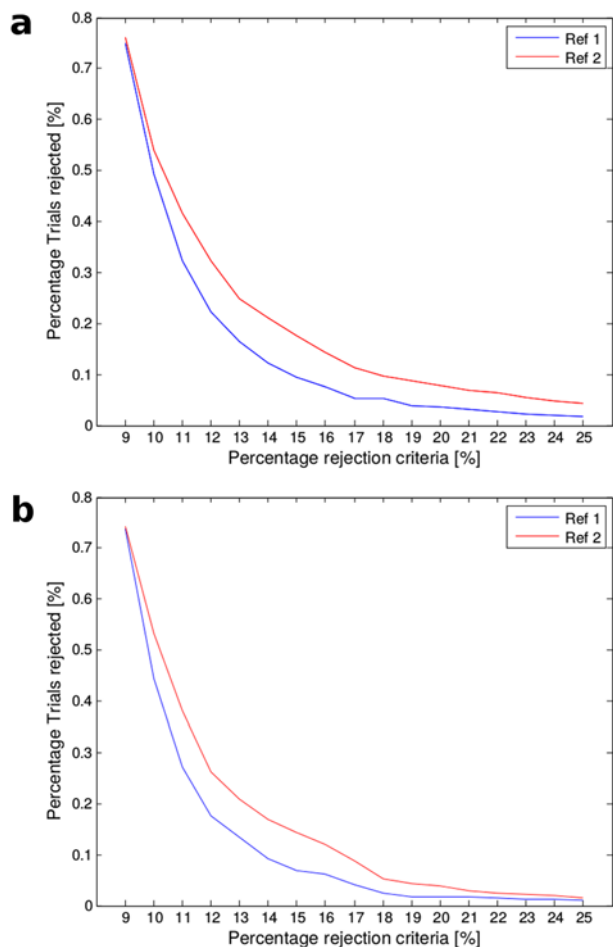 a
0.8
0.7
0.6
0.5
0.4
0.3
0.2
0.1
0
Percentage Trials rejected [%]
Ref 1
Ref 2
9 10 11 12 13 14 15 16 17 18 19 20 21 22 23 24 25
Percentage rejection criteria [%]
b
0.8
0.7
0.6
0.5
0.4
0.3
0.2
0.1
0
Percentage Trials rejected [%]
Ref 1
Ref 2
9 10 11 12 13 14 15 16 17 18 19 20 21 22 23 24 25
Percentage rejection criteria [%]